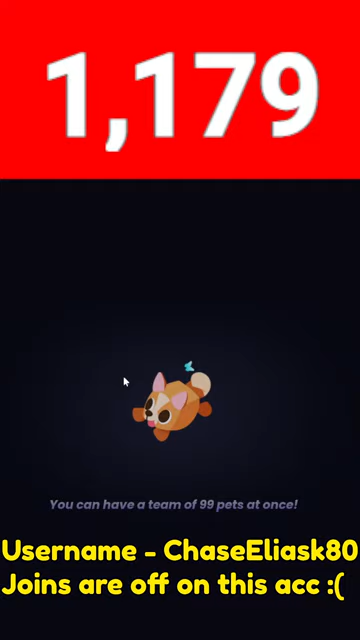 1,179
You can have a team of 99 pets at once!
Username - ChaseEliask80
Joins are off on this acc :(